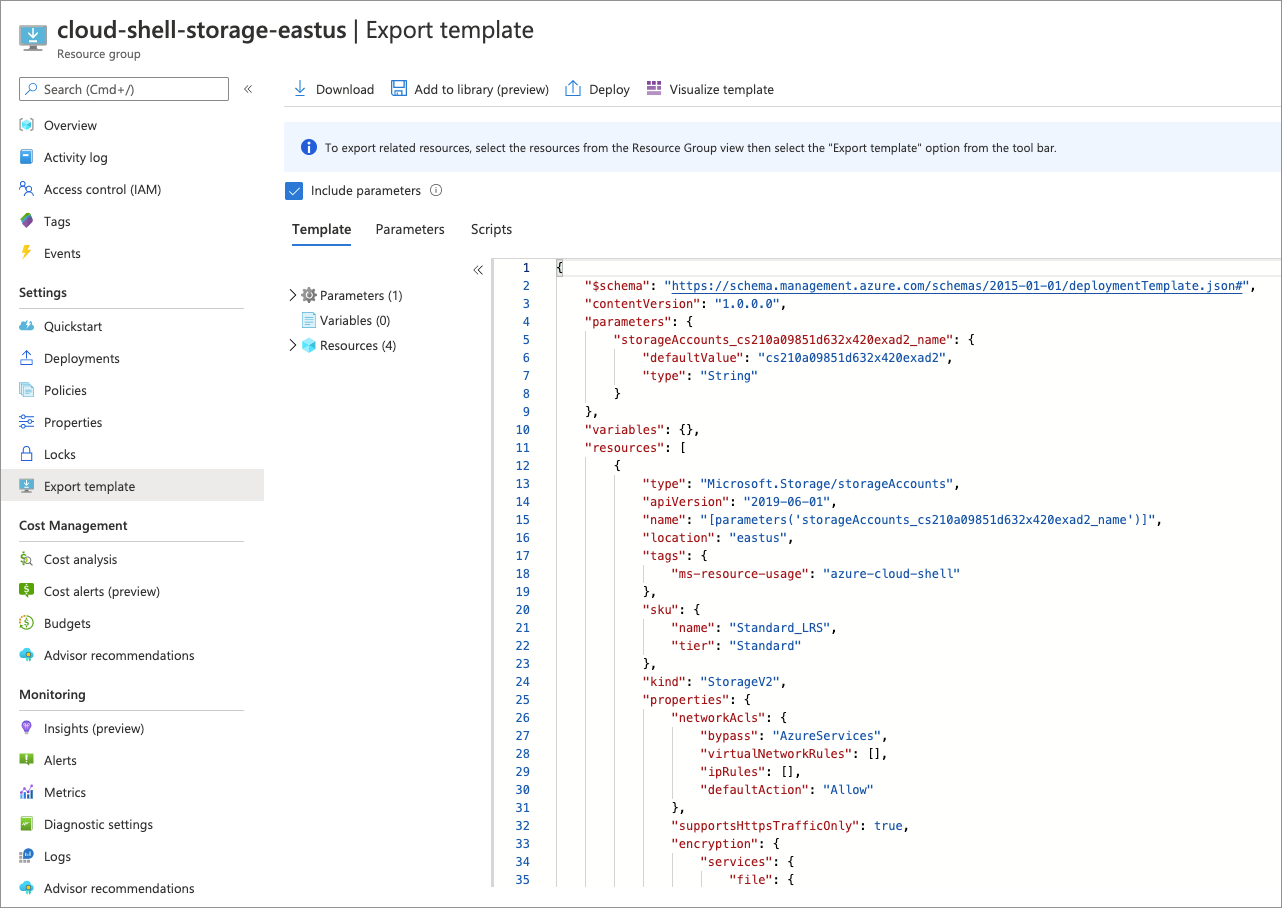 cloud-shell-storage-eastus | Export template
Resource group
Search (Cmd+/)
«
Overview
Activity log
Access control (IAM)
Tags
Events
Settings
Quickstart
Deployments
Policies
Properties
Locks
Export template
Cost Management
Cost analysis
Cost alerts (preview)
Budgets
Advisor recommendations
Monitoring
Insights (preview)
Alerts
Metrics
Diagnostic settings
Logs
Advisor recommendations
Download
Add to library (preview)
Deploy
Visualize template
To export related resources, select the resources from the Resource Group view then select the "Export template" option from the tool bar.
Include parameters
Template Parameters Scripts
«
Parameters (1)
Variables (0)
Resources (4)
1 {
2 "$schema": "https://schema.management.azure.com/schemas/2015-01-01/deploymentTemplate.json#",
3 "contentVersion": "1.0.0.0",
4 "parameters": {
5 "storageAccounts_cs210a09851d632x420exad2_name": {
6 "defaultValue": "cs210a09851d632x420exad2",
7 "type": "String"
8 }
9 },
10 "variables": {},
11 "resources": [
12 {
13 "type": "Microsoft.Storage/storageAccounts",
14 "apiVersion": "2019-06-01",
15 "name": "[parameters('storageAccounts_cs210a09851d632x420exad2_name')]",
16 "location": "eastus",
17 "tags": {
18 "ms-resource-usage": "azure-cloud-shell"
19 },
20 "sku": {
21 "name": "Standard_LRS",
22 "tier": "Standard"
23 },
24 "kind": "StorageV2",
25 "properties": {
26 "networkAcls": {
27 "bypass": "AzureServices",
28 "virtualNetworkRules": [],
29 "ipRules": [],
30 "defaultAction": "Allow"
31 },
32 "supportsHttpsTrafficOnly": true,
33 "encryption": {
34 "services": {
35 "file": {